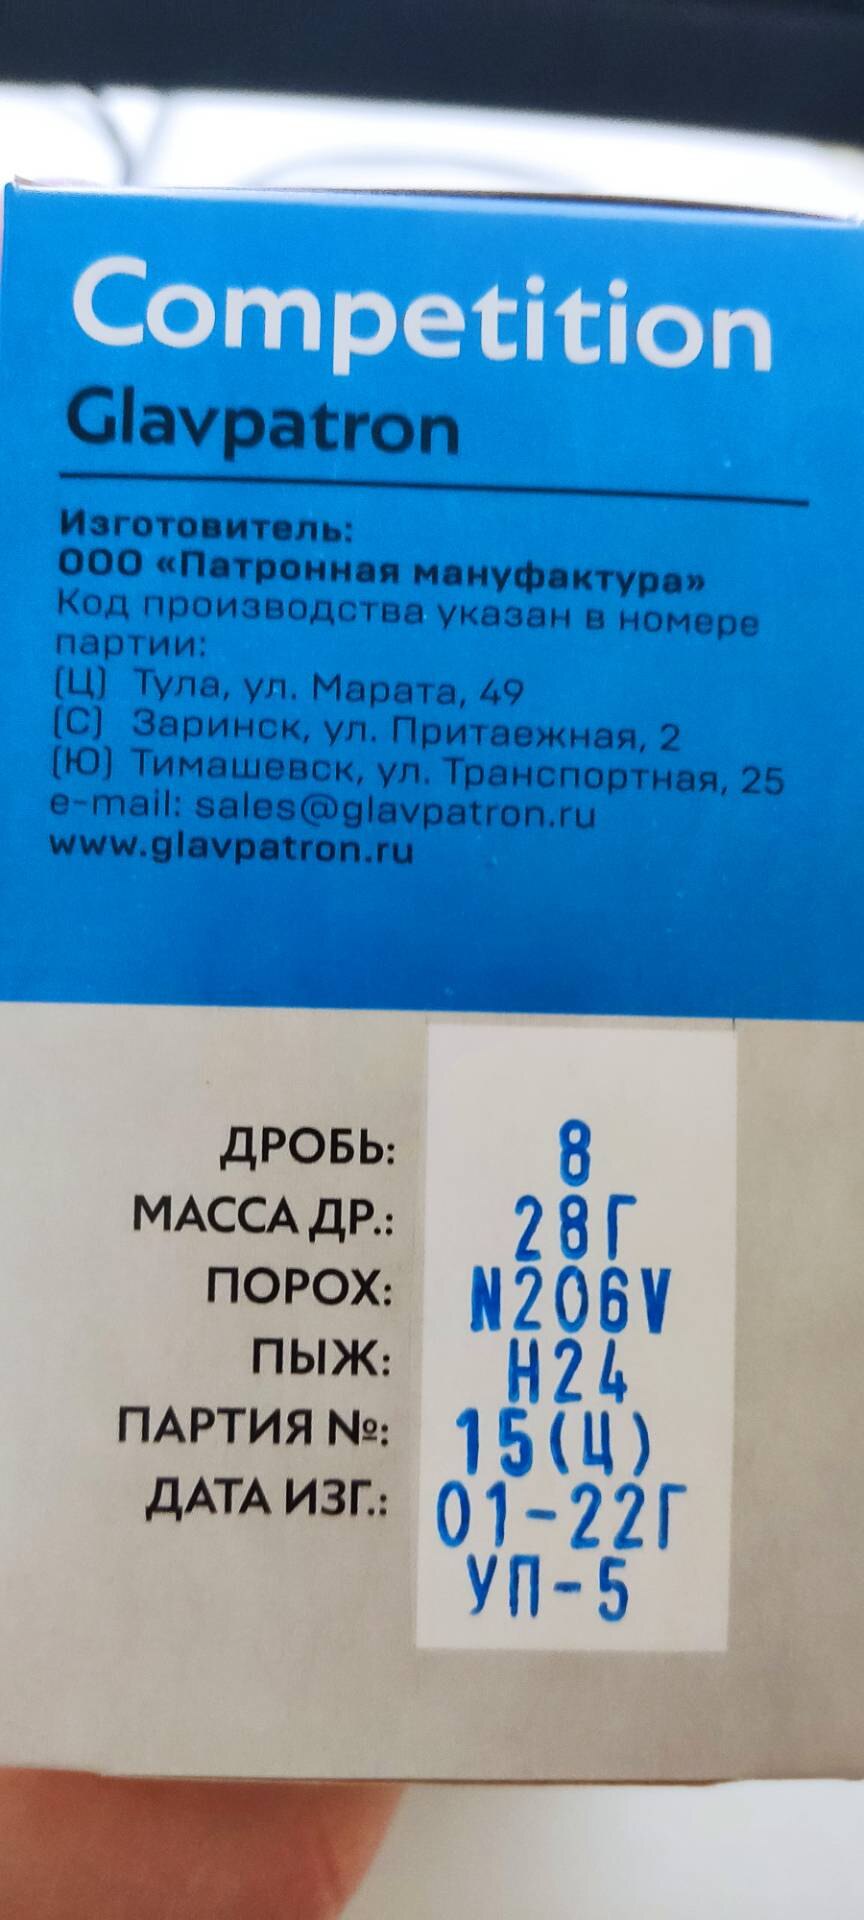 Competition
Glavpatron
Изготовитель:
ООО «Патронная мануфактура»
Код производства указан в номере
партии:
(Ц) Тула, ул. Марата, 49
(С) Заринск, ул. Притаежная, 2
(Ю) Тимашевск, ул. Транспортная, 25
e-mail: sales@glavpatron.ru
www.glavpatron.ru
ДРОБЬ: 8
МАССА ДР.: 28Г
ПОРОХ: N206V
ПЫЖ: Н24
ПАРТИЯ №: 15(Ц)
ДАТА ИЗГ.: 01-22Г
УП-5